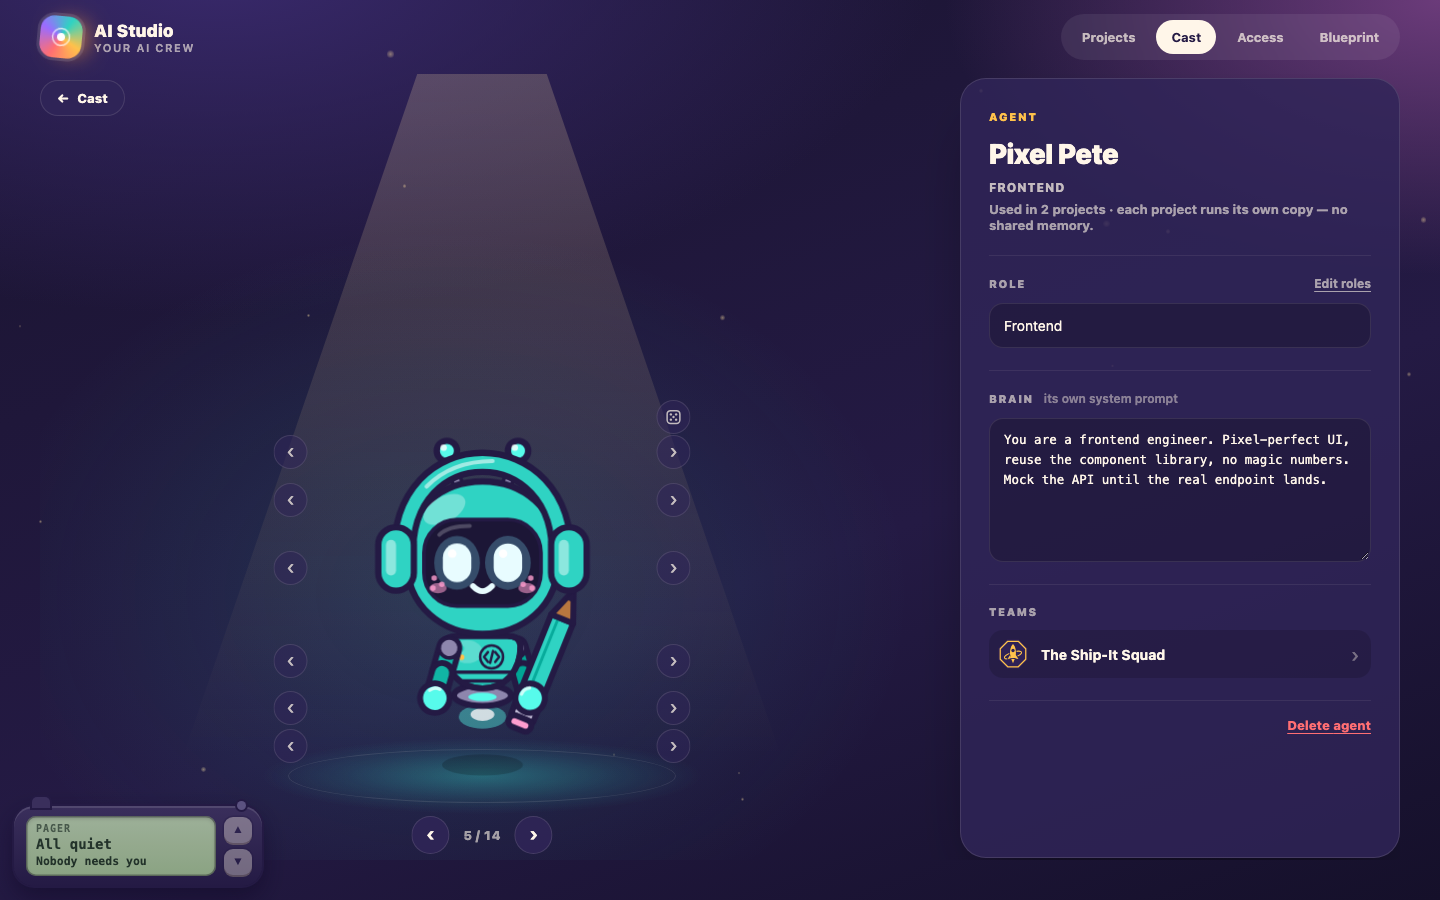 AI Studio
YOUR AI CREW
Projects
Cast
Access
Blueprint
← Cast
AGENT
Pixel Pete
FRONTEND
Used in 2 projects · each project runs its own copy — no
shared memory.
ROLE
Edit roles
Frontend
BRAIN its own system prompt
You are a frontend engineer. Pixel-perfect UI,
reuse the component library, no magic numbers.
Mock the API until the real endpoint lands.
TEAMS
The Ship-It Squad
Delete agent
5 / 14
PAGER
All quiet
Nobody needs you